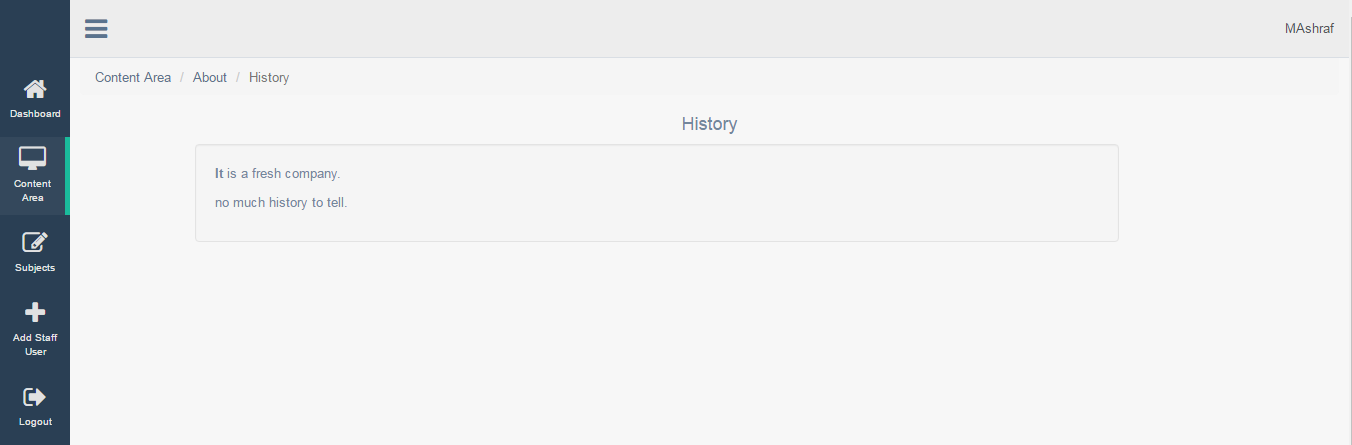 MAshraf
Dashboard
Content
Area
Subjects
Add Staff
User
Logout
Content Area / About / History
History
It is a fresh company.
no much history to tell.